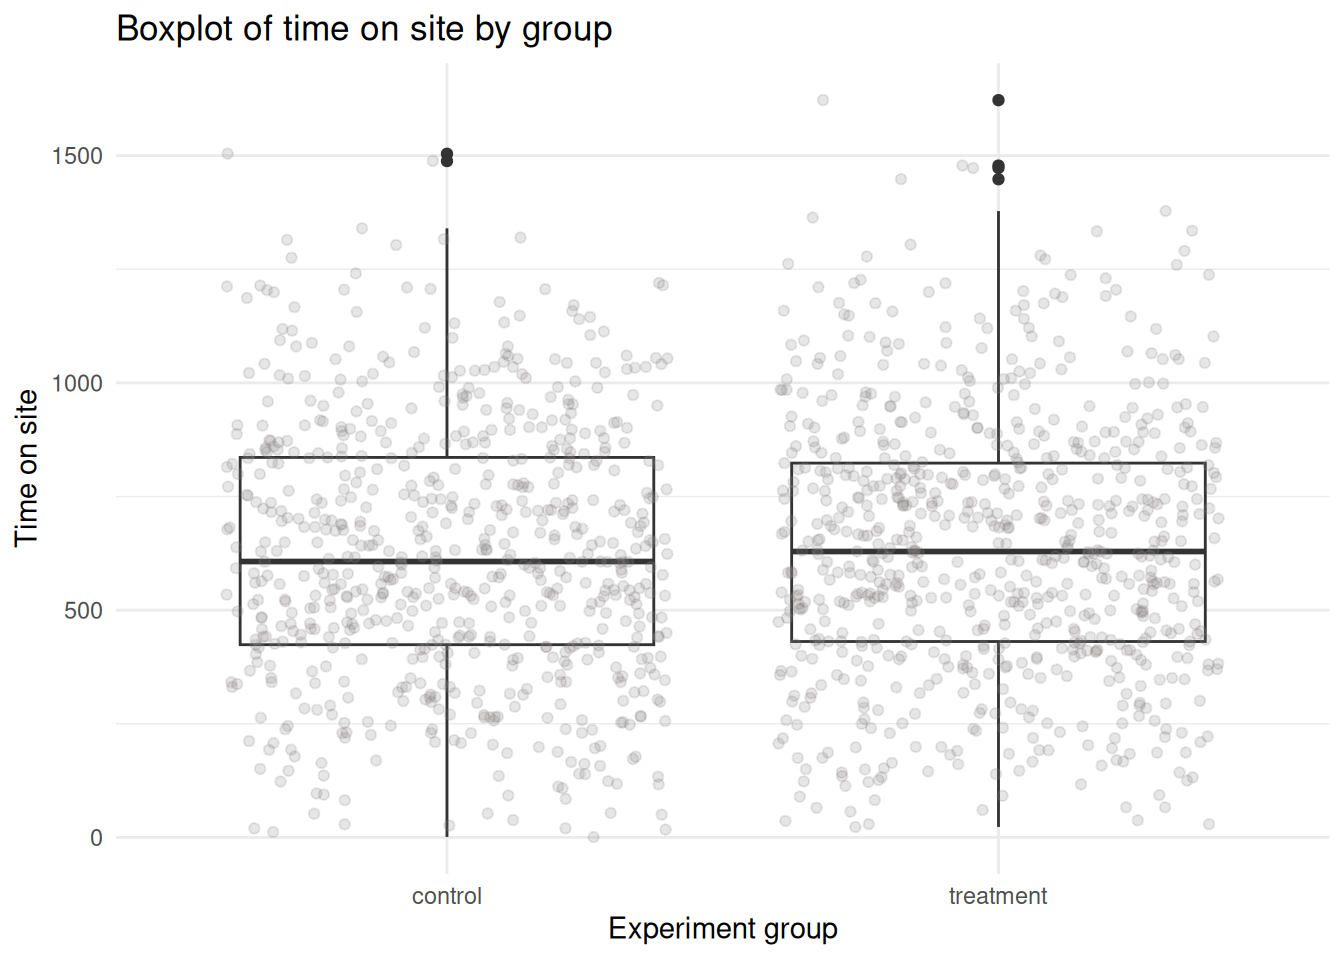 Boxplot of time on site by group
1500
1000
500
0
Time on site
control
treatment
Experiment group